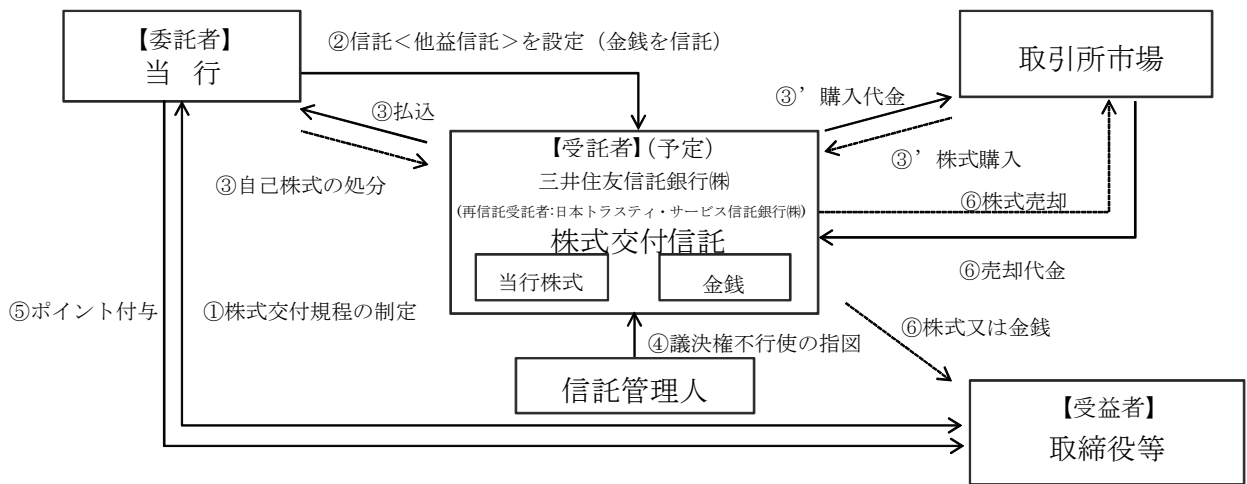 【委託者】
当 行
②信託<他益信託>を設定(金銭を信託)
取引所市場
③払込
③’購入代金
③自己株式の処分
【受託者】(予定)
三井住友信託銀行㈱
(再信託受託者:日本トラスティ・サービス信託銀行㈱)
株式交付信託
当行株式
金銭
③’株式購入
⑥株式売却
⑥売却代金
⑤ポイント付与
①株式交付規程の制定
⑥株式又は金銭
④議決権不行使の指図
信託管理人
【受益者】
取締役等